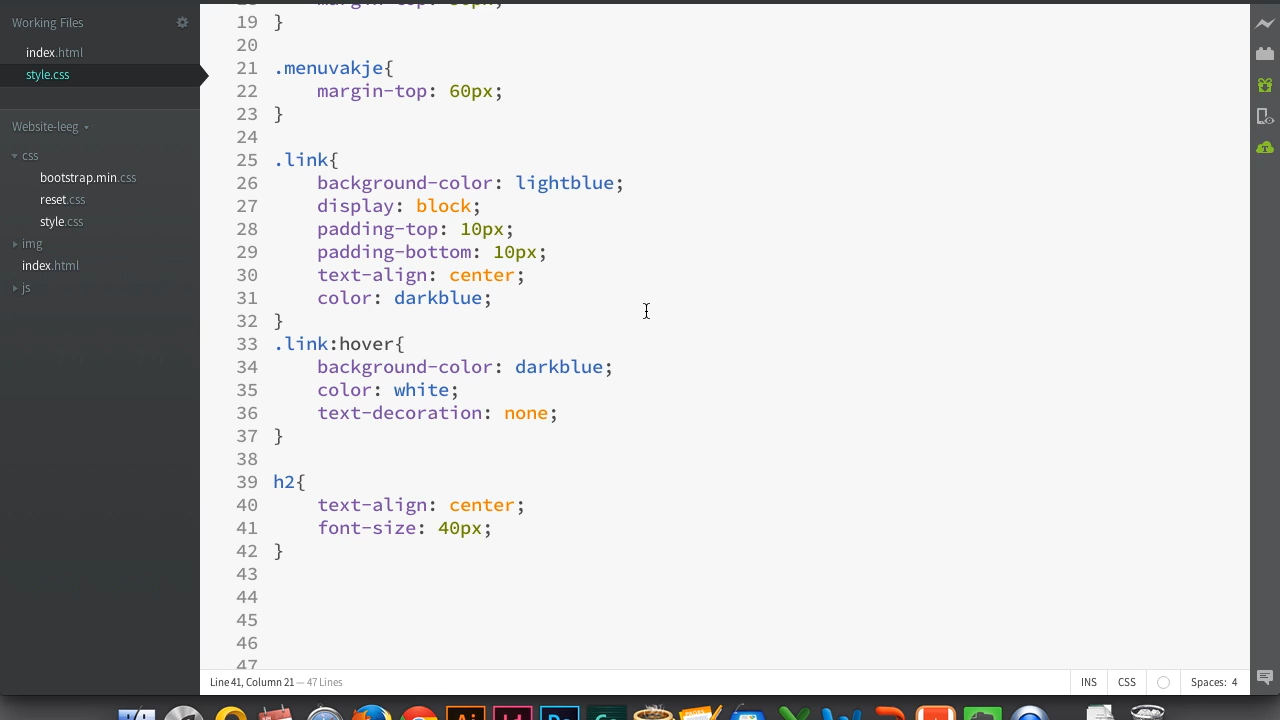 Working Files
index.html
style.css
Website-leeg
css
bootstrap.min.css
reset.css
style.css
img
index.html
js
19 }
20
21 .menuvakje{
22 margin-top: 60px;
23 }
24
25 .link{
26 background-color: lightblue;
27 display: block;
28 padding-top: 10px;
29 padding-bottom: 10px;
30 text-align: center;
31 color: darkblue;
32 }
33 .link:hover{
34 background-color: darkblue;
35 color: white;
36 text-decoration: none;
37 }
38
39 h2{
40 text-align: center;
41 font-size: 40px;
42 }
43
44
45
46
47
Line 41, Column 21 — 47 Lines
INS CSS Spaces: 4